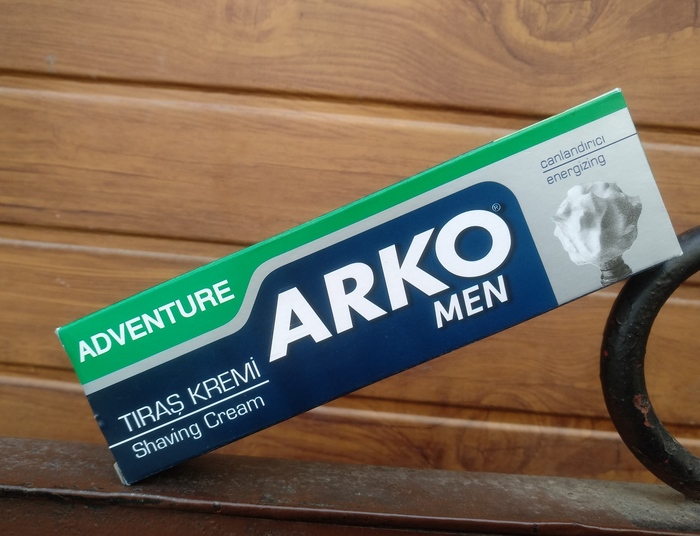 ADVENTURE
ARKO®
MEN
TIRAŞ KREMİ
Shaving Cream
canlandırıcı
energizing